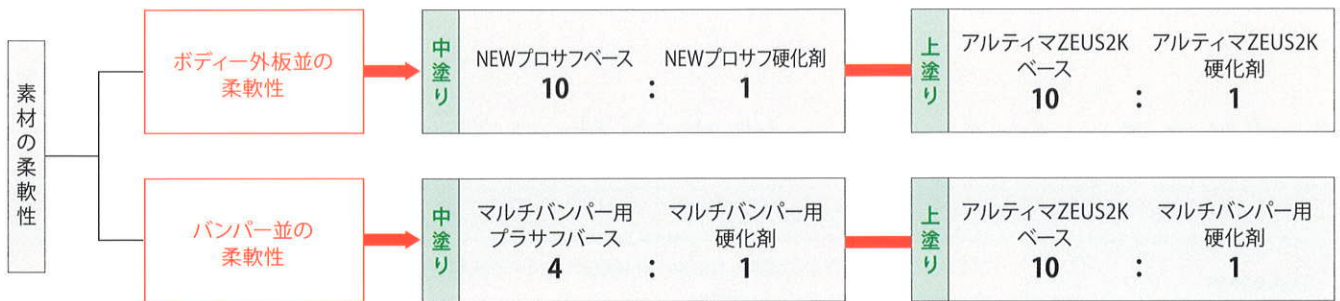 素材の柔軟性
ボディー外板並の
柔軟性
中塗り
NEWプロサフベース
NEWプロサフ硬化剤
10 : 1
上塗り
アルティマZEUS2K
ベース
アルティマZEUS2K
硬化剤
10 : 1
バンパー並の
柔軟性
中塗り
マルチバンパー用
プラサフバース
マルチバンパー用
硬化剤
4 : 1
上塗り
アルティマZEUS2K
ベース
マルチバンパー用
硬化剤
10 : 1